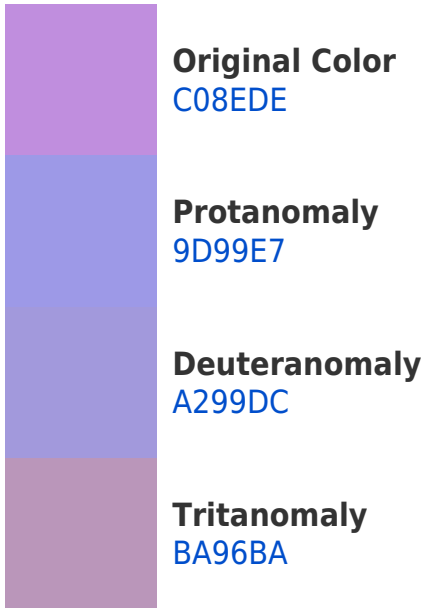 Original Color
C08EDE
Protanomaly
9D99E7
Deuteranomaly
A299DC
Tritanomaly
BA96BA